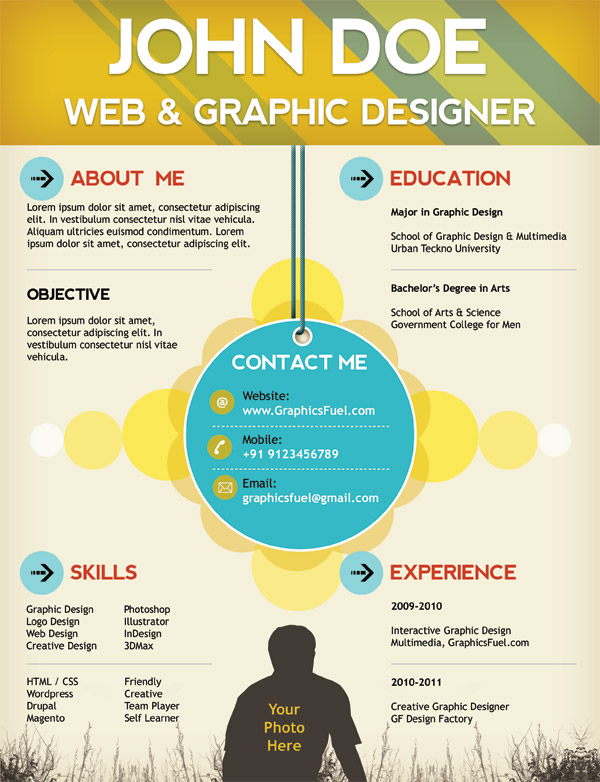 JOHN DOE
WEB & GRAPHIC DESIGNER
ABOUT ME
Lorem ipsum dolor sit amet, consectetur adipiscing
elit. In vestibulum consectetur nisl vitae vehicula.
Aliquam ultricies euismod condimentum. Lorem
ipsum dolor sit amet, consectetur adipiscing elit.
OBJECTIVE
Lorem ipsum dolor sit amet,
consectetur adipiscing elit. In
vestibulum consectetur nisl vitae
vehicula.
EDUCATION
Major in Graphic Design
School of Graphic Design & Multimedia
Urban Teckno University
Bachelor's Degree in Arts
School of Arts & Science
Government College for Men
CONTACT ME
@
Website:
www.GraphicsFuel.com
Mobile:
+91 9123456789
Email:
graphicsfuel@gmail.com
SKILLS
Graphic Design
Logo Design
Web Design
Creative Design
Photoshop
Illustrator
InDesign
3DMax
HTML / CSS
Wordpress
Drupal
Magento
Friendly
Creative
Team Player
Self Learner
EXPERIENCE
2009-2010
Interactive Graphic Design
Multimedia, GraphicsFuel.com
2010-2011
Creative Graphic Designer
GF Design Factory
Your
Photo
Here